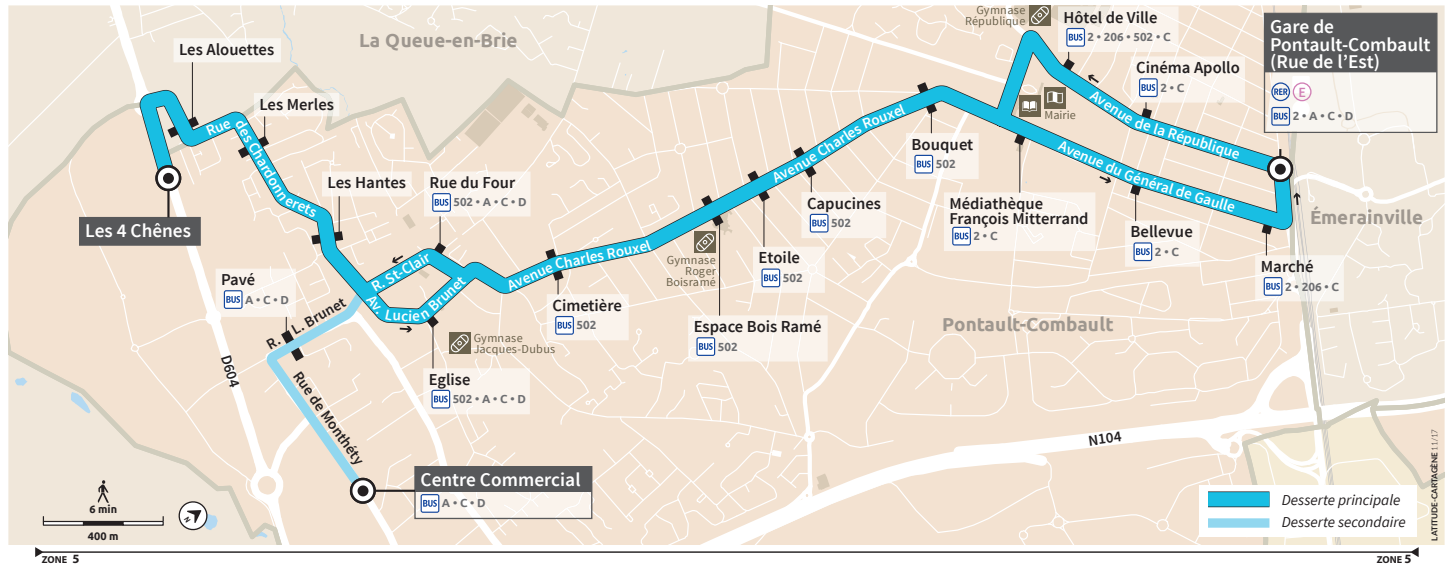 La Queue-en-Brie
Gymnase
République
Hôtel de Ville
BUS 2 • 206 • 502 • C
Gare de
Pontault-Combault
(Rue de l'Est)
RER E
BUS 2 • A • C • D
Les Alouettes
Cinéma Apollo
BUS 2 • C
Les Merles
Rue des Chardonnerets
Mairie
Avenue de la République
Avenue Charles Rouxel
Bouquet
BUS 502
Avenue du Général de Gaulle
Les Hantes
Rue du Four
BUS 502 • A • C • D
Capucines
BUS 502
Médiathèque
François Mitterrand
BUS 2 • C
Émerainville
Les 4 Chênes
Bellevue
BUS 2 • C
Gymnase
Roger
Boisramé
Etoile
BUS 502
Marché
BUS 2 • 206 • C
R. St-Clair
Avenue Charles Rouxel
Pavé
BUS A • C • D
Av. Lucien Brunet
Cimetière
BUS 502
R. L. Brunet
Espace Bois Ramé
BUS 502
Pontault-Combault
Gymnase
Jacques-Dubus
D604
Eglise
BUS 502 • A • C • D
Rue de Monthéty
N104
Centre Commercial
BUS A • C • D
6 min
400 m
Desserte principale
Desserte secondaire
LATITUDE-CARTAGÈNE 11/17
ZONE 5
ZONE 5